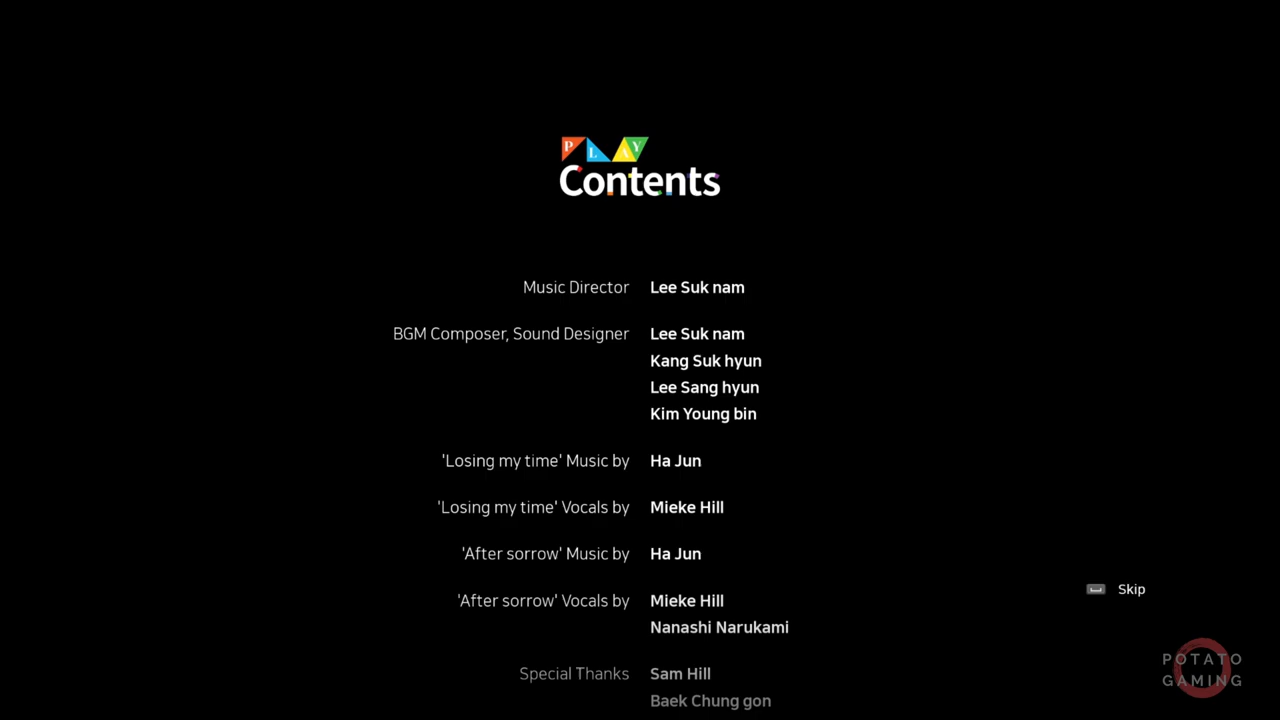 PLAY
Contents
Music Director Lee Suk nam
BGM Composer, Sound Designer Lee Suk nam
Kang Suk hyun
Lee Sang hyun
Kim Young bin
'Losing my time' Music by Ha Jun
'Losing my time' Vocals by Mieke Hill
'After sorrow' Music by Ha Jun
'After sorrow' Vocals by Mieke Hill
Nanashi Narukami
Skip
Special Thanks Sam Hill
Baek Chung gon
POTATO
GAMING